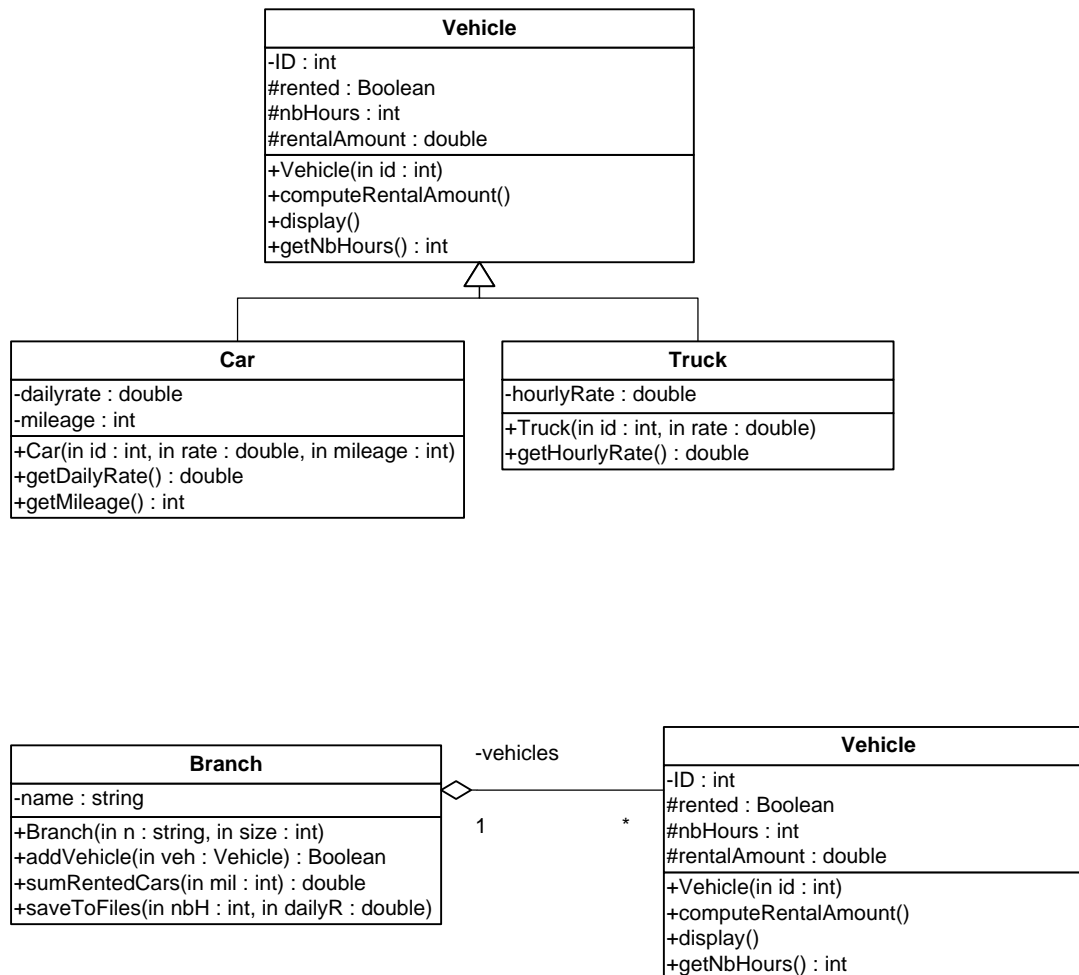 Vehicle
-ID : int
#rented : Boolean
#nbHours : int
#rentalAmount : double
+Vehicle(in id : int)
+computeRentalAmount()
+display()
+getNbHours() : int
Car
-dailyrate : double
-mileage : int
+Car(in id : int, in rate : double, in mileage : int)
+getDailyRate() : double
+getMileage() : int
Truck
-hourlyRate : double
+Truck(in id : int, in rate : double)
+getHourlyRate() : double
Branch
-name : string
+Branch(in n : string, in size : int)
+addVehicle(in veh : Vehicle) : Boolean
+sumRentedCars(in mil : int) : double
+saveToFiles(in nbH : int, in dailyR : double)
-vehicles
1
*
Vehicle
-ID : int
#rented : Boolean
#nbHours : int
#rentalAmount : double
+Vehicle(in id : int)
+computeRentalAmount()
+display()
+getNbHours() : int